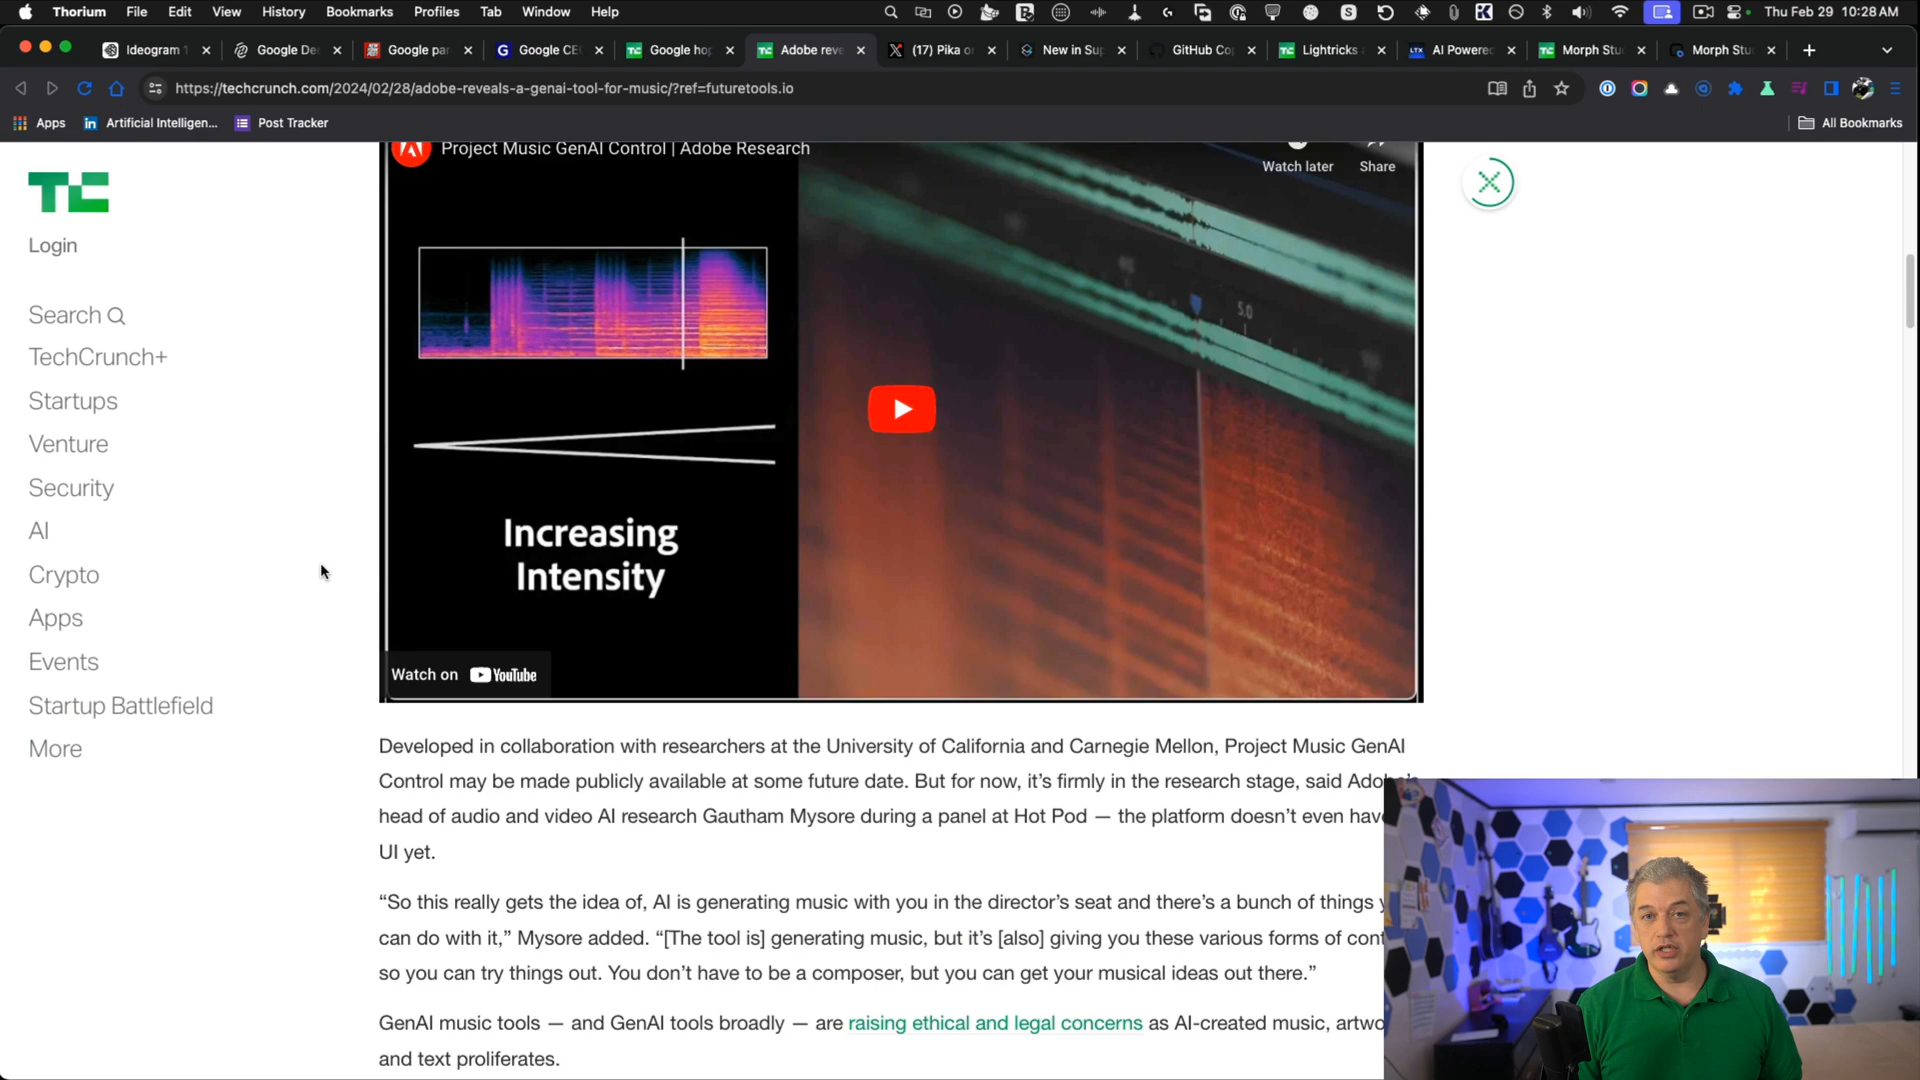 Thorium File Edit View History Bookmarks Profiles Tab Window Help Thu Feb 29 10:28 AM
Ideogram 1 Google De Google par Google CE Google hop Adobe reve (17) Pika o New in Sup GitHub Co Lightricks AI Powere Morph Stu Morph Stu
https://techcrunch.com/2024/02/28/adobe-reveals-a-genai-tool-for-music/?ref=futuretools.io
Apps Artificial Intelligen... Post Tracker All Bookmarks
Project Music GenAI Control | Adobe Research
Watch later Share
TC
Login
Search
TechCrunch+
Startups
Venture
Security
AI
Crypto
Apps
Events
Startup Battlefield
More
5.0
Increasing
Intensity
Watch on YouTube
Developed in collaboration with researchers at the University of California and Carnegie Mellon, Project Music GenAI
Control may be made publicly available at some future date. But for now, it’s firmly in the research stage, said Adobe’s
head of audio and video AI research Gautham Mysore during a panel at Hot Pod — the platform doesn’t even have
UI yet.
“So this really gets the idea of, AI is generating music with you in the director’s seat and there’s a bunch of things y
can do with it,” Mysore added. “[The tool is] generating music, but it’s [also] giving you these various forms of cont
so you can try things out. You don’t have to be a composer, but you can get your musical ideas out there.”
GenAI music tools — and GenAI tools broadly — are raising ethical and legal concerns as AI-created music, artwo
and text proliferates.